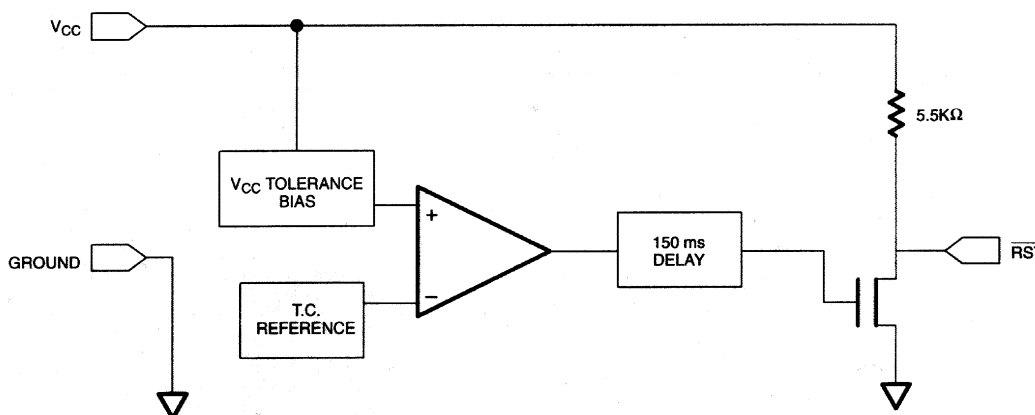 VCC
5.5KΩ
VCC TOLERANCE
BIAS
+
GROUND
150 ms
DELAY
RST
−
T.C.
REFERENCE